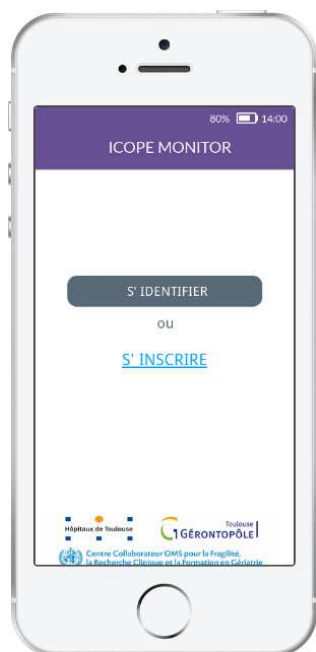 80% 14:00
ICOPE MONITOR
S' IDENTIFIER
ou
S' INSCRIRE
Hôpitaux de Toulouse
Toulouse
GÉRONTOPÔLE
Centre Collaborateur OMS pour la Fragilité,
la Recherche Clinique et la Formation en Gériatrie